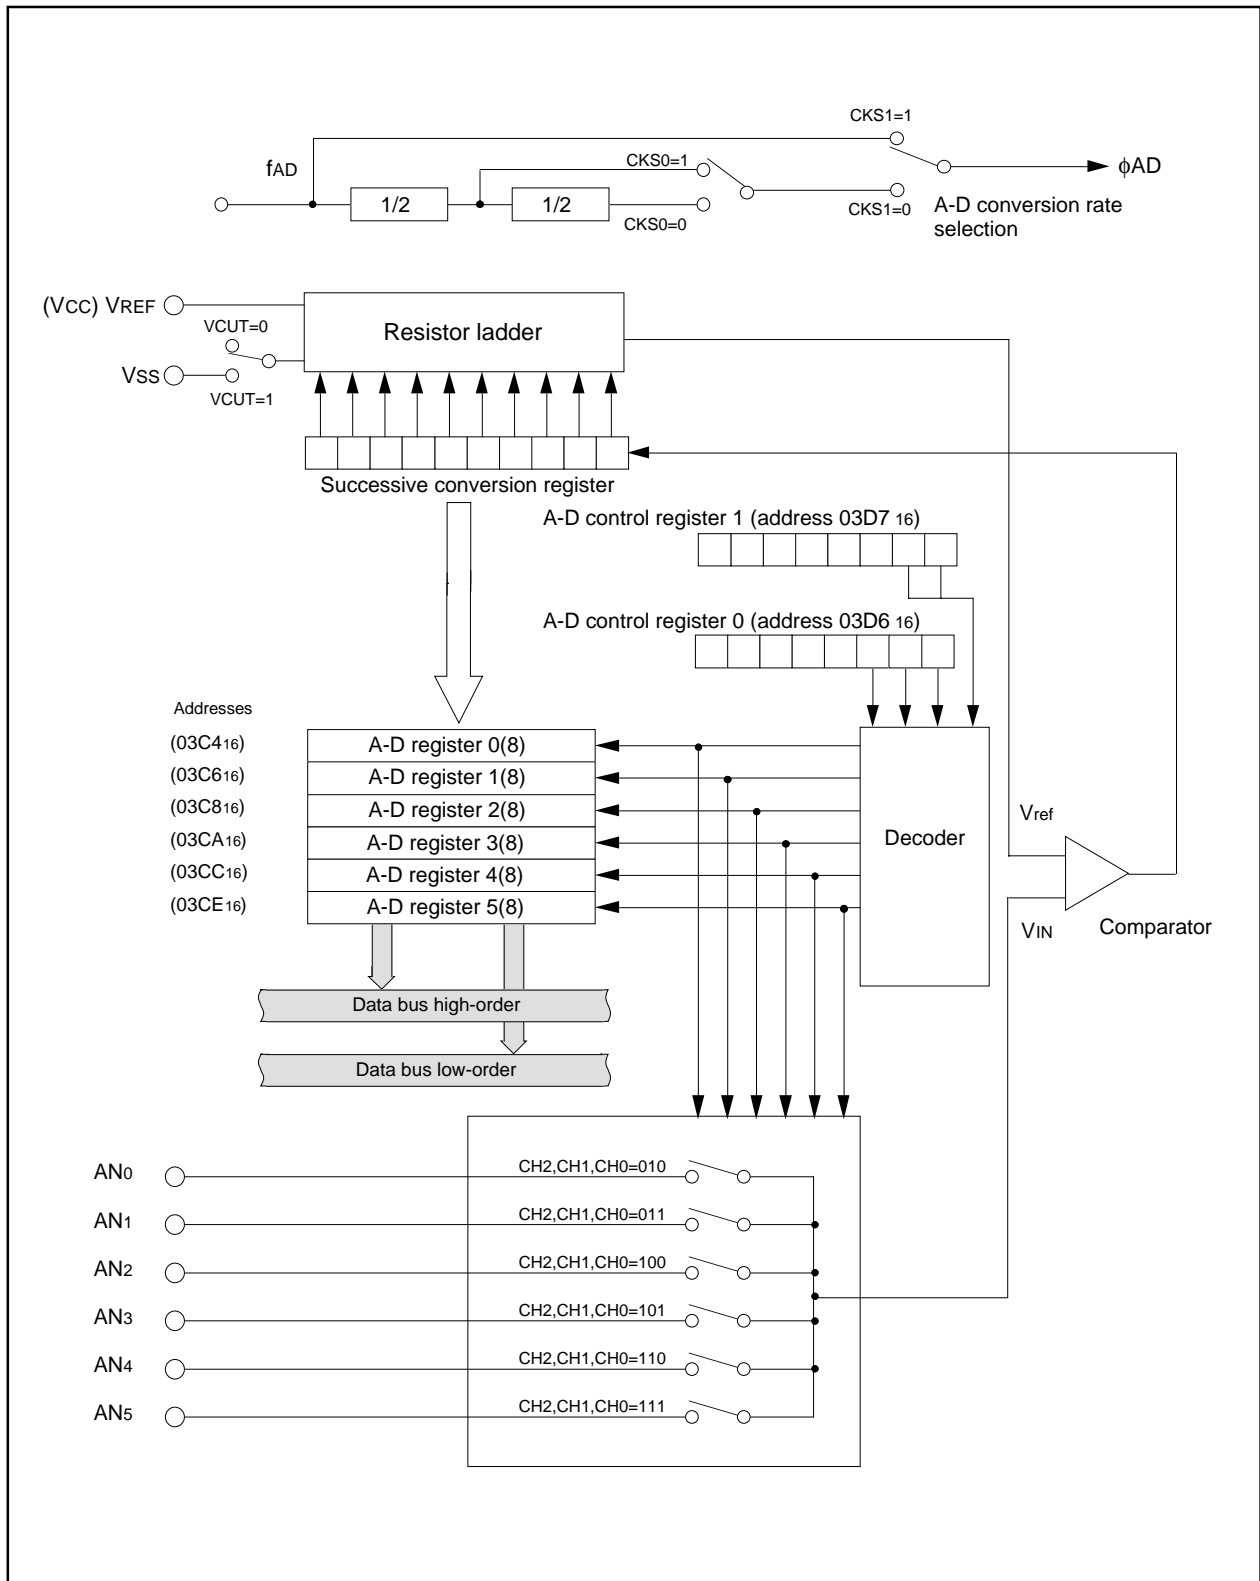 CKS1=1
fAD
CKS0=1
ϕAD
1/2
1/2
CKS0=0
CKS1=0
A-D conversion rate
selection
(VCC) VREF
VCUT=0
Resistor ladder
VSS
VCUT=1
Successive conversion register
A-D control register 1 (address 03D7 16)
A-D control register 0 (address 03D6 16)
Addresses
(03C416)
A-D register 0(8)
(03C616)
A-D register 1(8)
(03C816)
A-D register 2(8)
(03CA16)
A-D register 3(8)
(03CC16)
A-D register 4(8)
(03CE16)
A-D register 5(8)
Decoder
Vref
VIN
Comparator
Data bus high-order
Data bus low-order
AN0
CH2,CH1,CH0=010
AN1
CH2,CH1,CH0=011
AN2
CH2,CH1,CH0=100
AN3
CH2,CH1,CH0=101
AN4
CH2,CH1,CH0=110
AN5
CH2,CH1,CH0=111